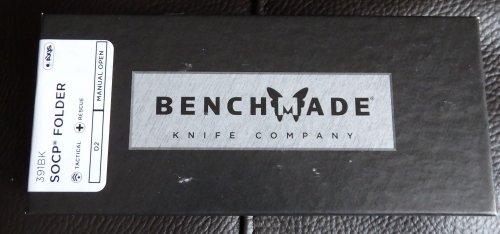 391BK
SOCP® FOLDER
TACTICAL + RESCUE
D2
MANUAL OPEN
BENCHMADE®
KNIFE COMPANY